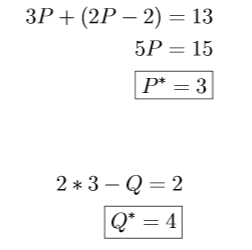 3P + (2P − 2) = 13
5P = 15
P* = 3
2 * 3 − Q = 2
Q* = 4